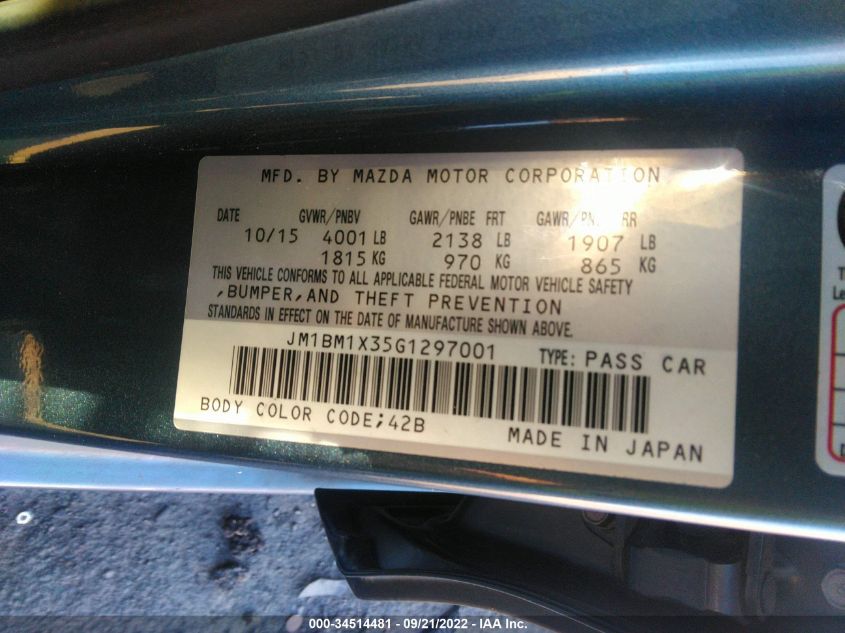 MFD. BY MAZDA MOTOR CORPORATION
DATE GVWR/PNBV GAWR/PNBE FRT GAWR/PN RR
10/15 4001 LB 2138 LB 1907 LB
1815 KG 970 KG 865 KG
THIS VEHICLE CONFORMS TO ALL APPLICABLE FEDERAL MOTOR VEHICLE SAFETY
,BUMPER,AND THEFT PREVENTION
STANDARDS IN EFFECT ON THE DATE OF MANUFACTURE SHOWN ABOVE.
JM1BM1X35G1297001 TYPE: PASS CAR
BODY COLOR CODE;42B
MADE IN JAPAN
000-34514481 - 09/21/2022 - IAA Inc.